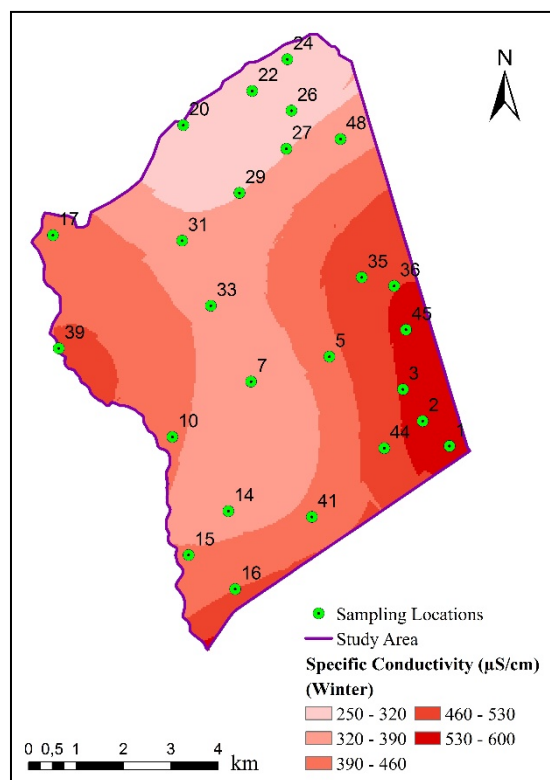 24
N
22
26
20
48
27
29
17
31
35
36
33
45
39
5
7
3
2
10
1
44
14
41
15
16
Sampling Locations
Study Area
Specific Conductivity (µS/cm)
(Winter)
250 - 320 460 - 530
320 - 390 530 - 600
390 - 460
0 0,5 1 2 3 4
km